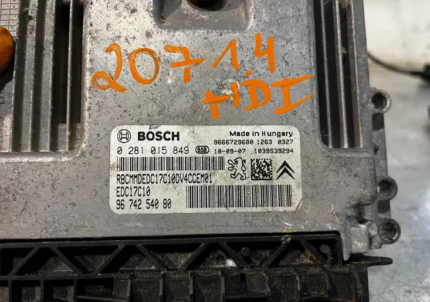 207 1,4
HDI
BOSCH
Made in Hungary
0 281 015 849
9666729680 1263 0327
10-09-07 1039S39294
RBCMMDEDC17C10DV4CCEM01
EDC17C10
96 742 540 80